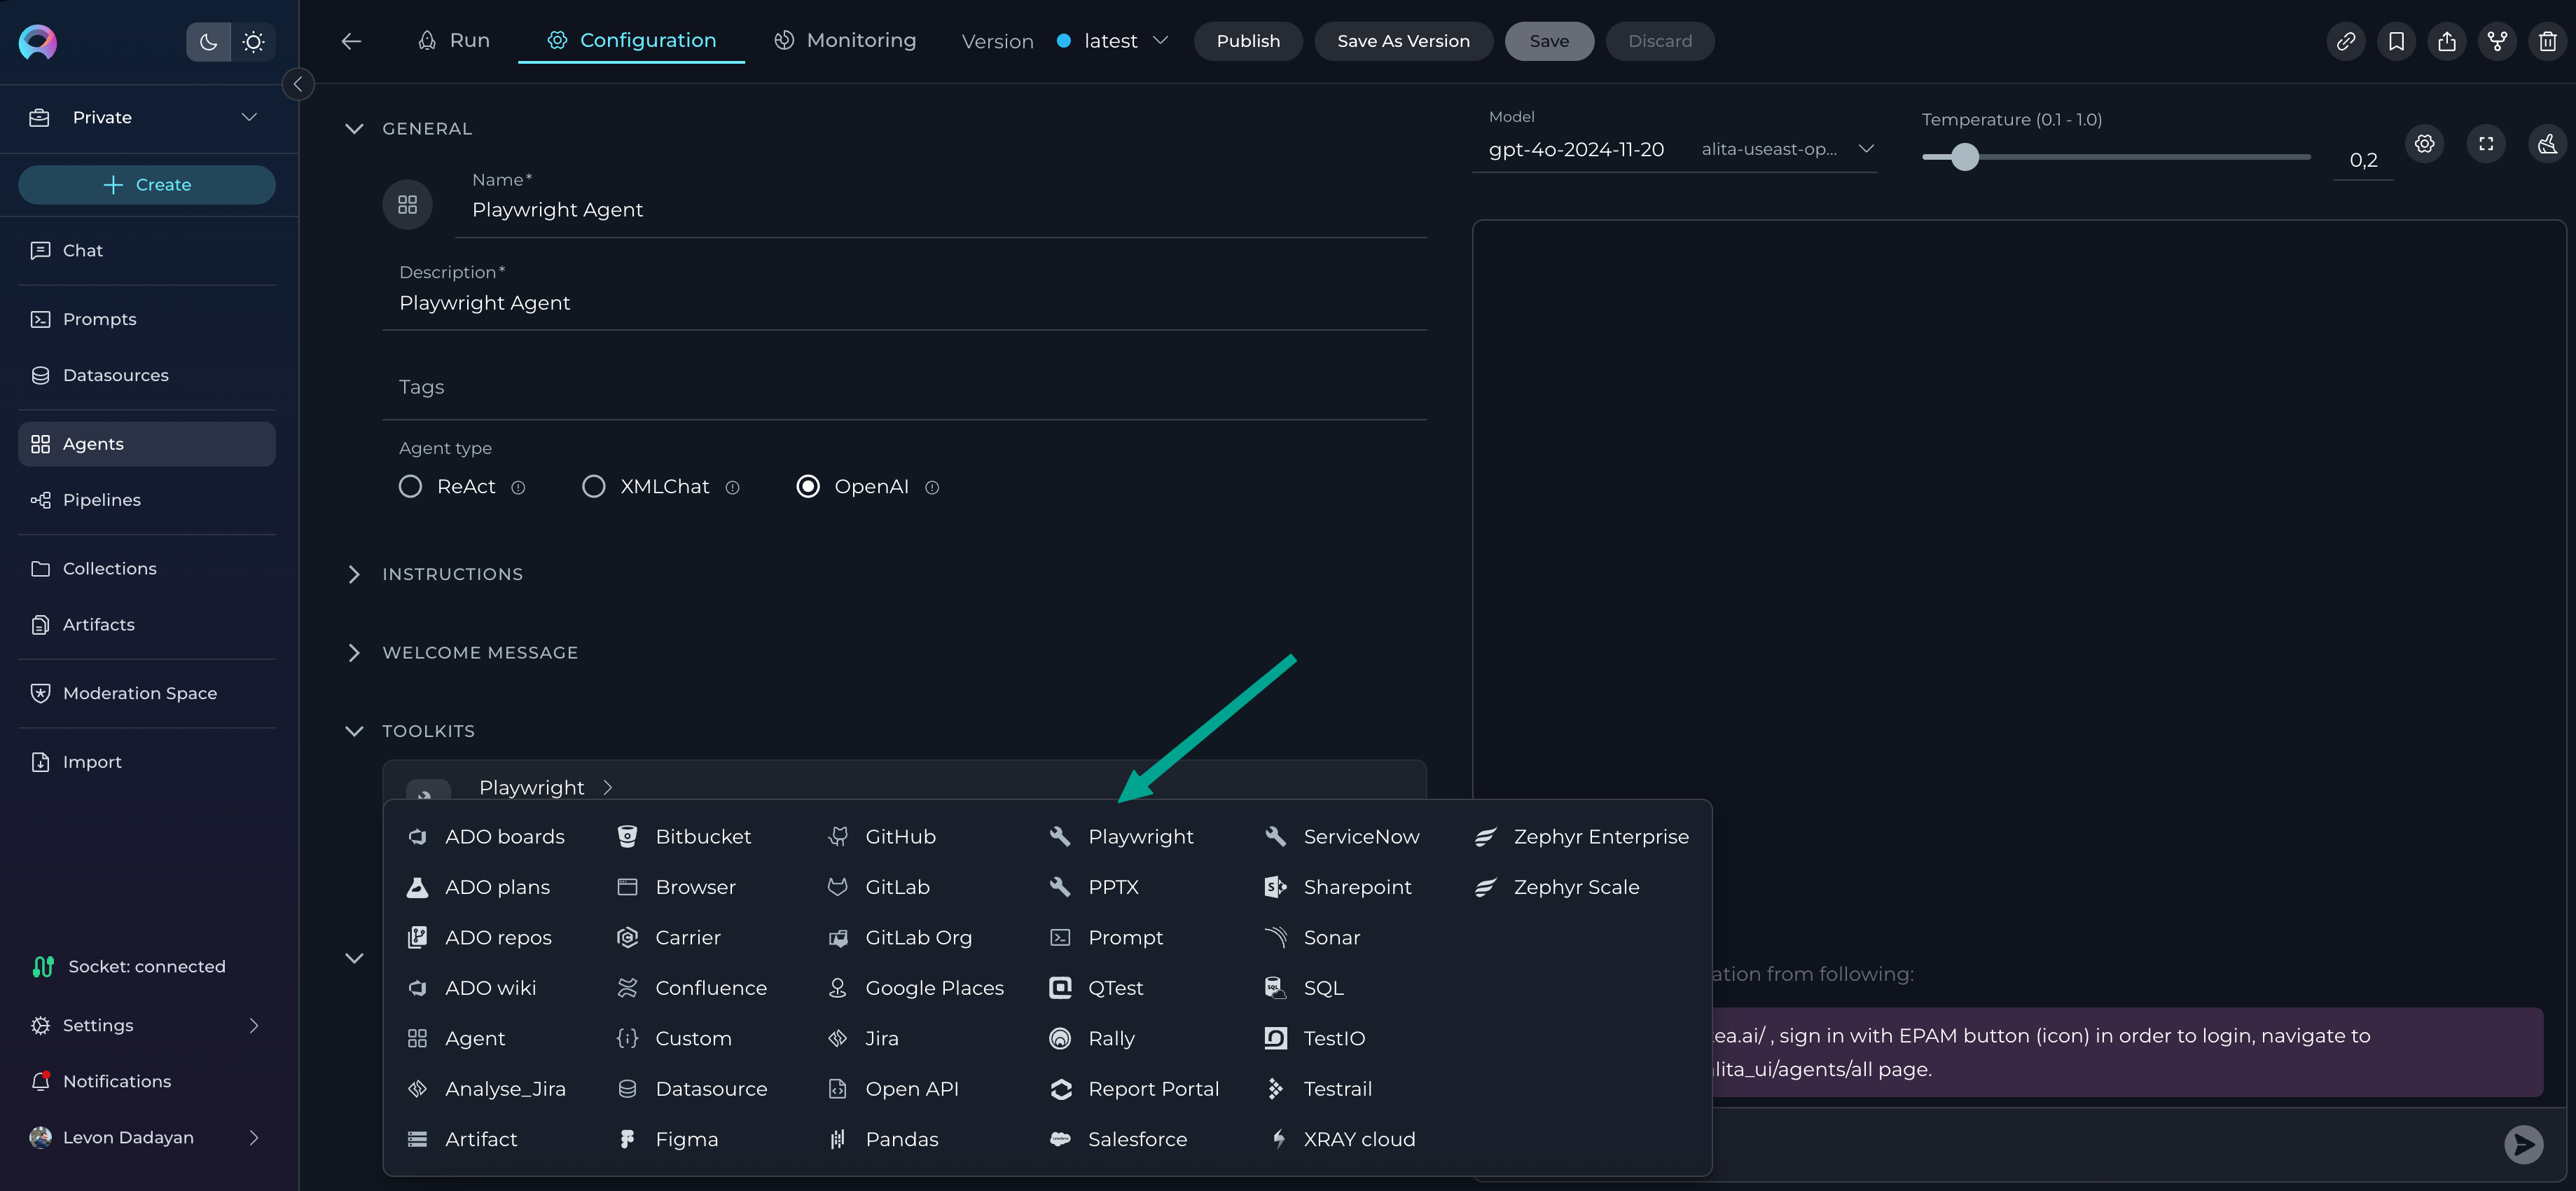 Run
Configuration
Monitoring
Version
latest
Publish
Save As Version
Save
Discard
Private
Create
Chat
Prompts
Datasources
Agents
Pipelines
Collections
Artifacts
Moderation Space
Import
Socket: connected
Settings
Notifications
Levon Dadayan
GENERAL
Name*
Playwright Agent
Description*
Playwright Agent
Tags
Agent type
ReAct
XMLChat
OpenAI
INSTRUCTIONS
WELCOME MESSAGE
TOOLKITS
Playwright
ADO boards
ADO plans
ADO repos
ADO wiki
Agent
Analyse_Jira
Artifact
Bitbucket
Browser
Carrier
Confluence
Custom
Datasource
Figma
GitHub
GitLab
GitLab Org
Google Places
Jira
Open API
Pandas
Playwright
PPTX
Prompt
QTest
Rally
Report Portal
Salesforce
ServiceNow
Sharepoint
Sonar
SQL
TestIO
Testrail
XRAY cloud
Zephyr Enterprise
Zephyr Scale
Model
gpt-4o-2024-11-20 alita-useast-op...
Temperature (0.1 - 1.0)
0,2
ation from following:
tea.ai/ , sign in with EPAM button (icon) in order to login, navigate to
alita_ui/agents/all page.